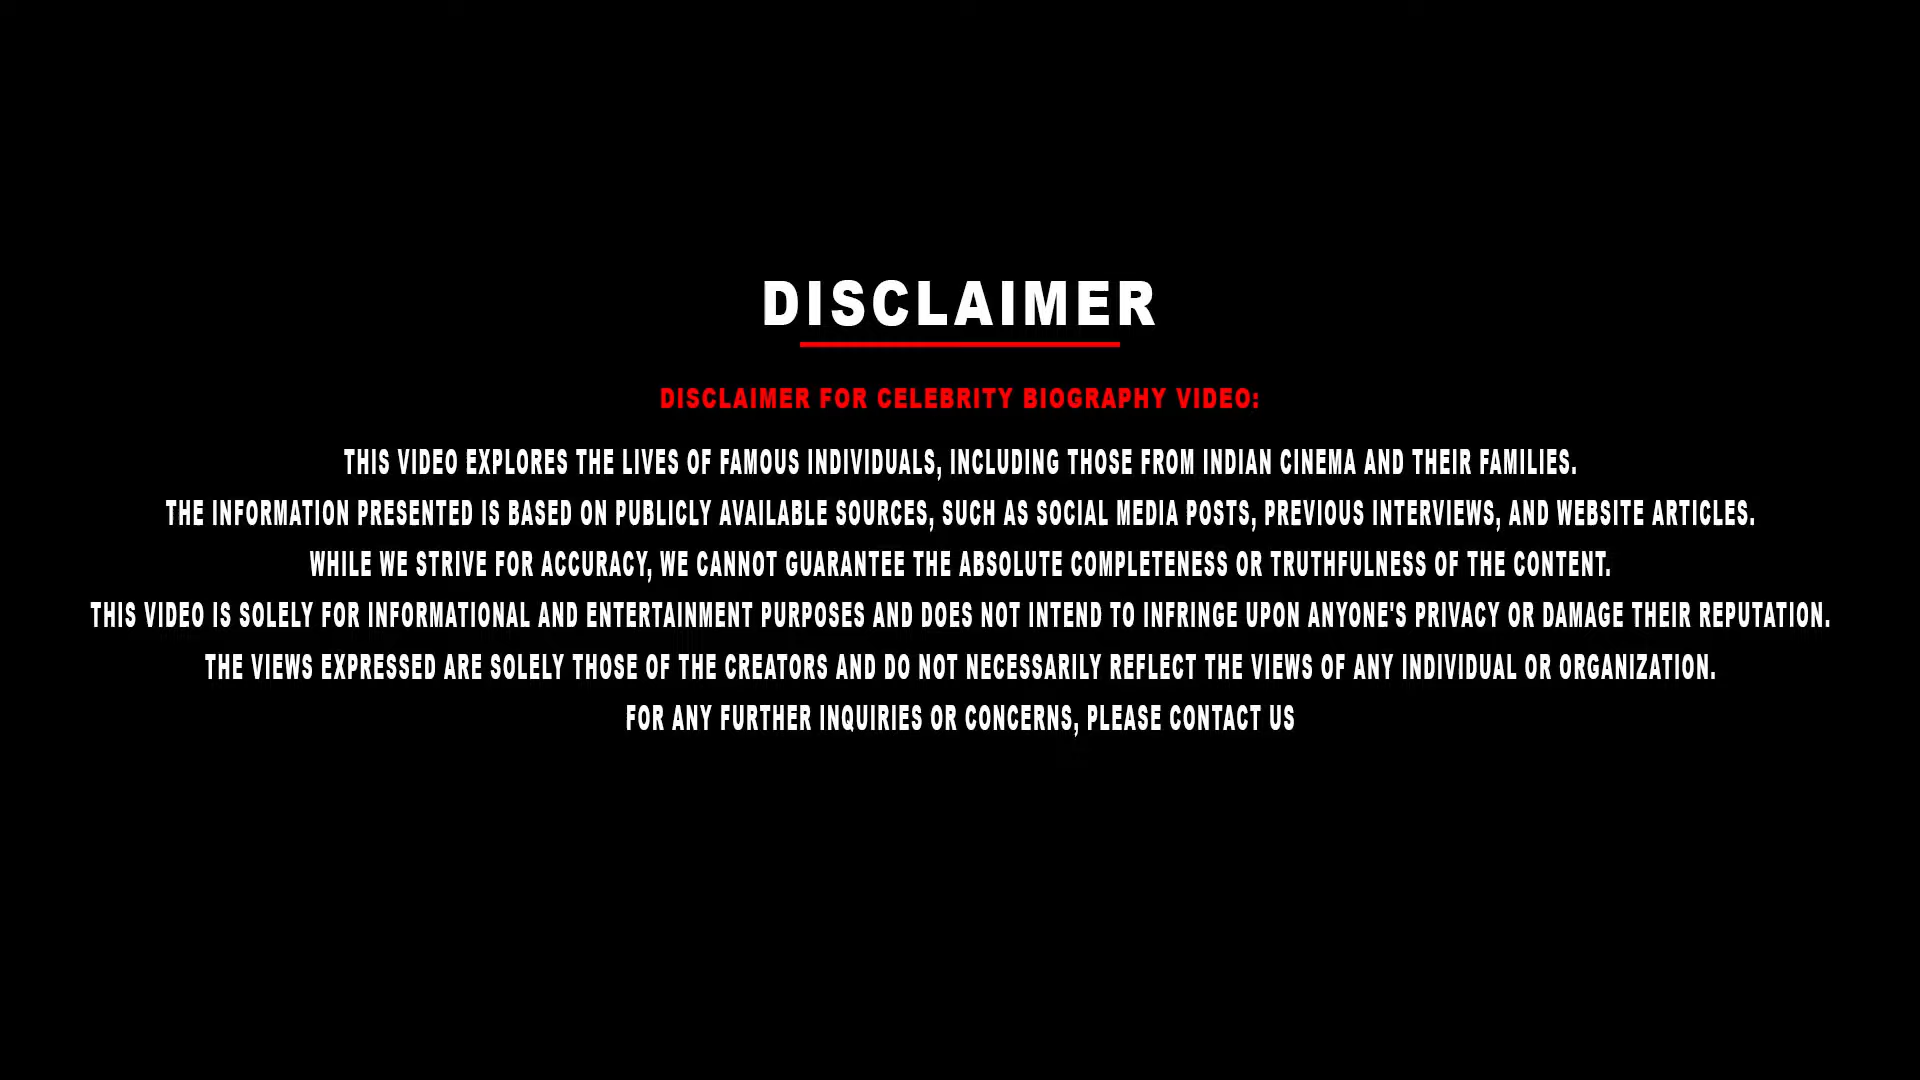 DISCLAIMER
DISCLAIMER FOR CELEBRITY BIOGRAPHY VIDEO:
THIS VIDEO EXPLORES THE LIVES OF FAMOUS INDIVIDUALS, INCLUDING THOSE FROM INDIAN CINEMA AND THEIR FAMILIES.
THE INFORMATION PRESENTED IS BASED ON PUBLICLY AVAILABLE SOURCES, SUCH AS SOCIAL MEDIA POSTS, PREVIOUS INTERVIEWS, AND WEBSITE ARTICLES.
WHILE WE STRIVE FOR ACCURACY, WE CANNOT GUARANTEE THE ABSOLUTE COMPLETENESS OR TRUTHFULNESS OF THE CONTENT.
THIS VIDEO IS SOLELY FOR INFORMATIONAL AND ENTERTAINMENT PURPOSES AND DOES NOT INTEND TO INFRINGE UPON ANYONE'S PRIVACY OR DAMAGE THEIR REPUTATION.
THE VIEWS EXPRESSED ARE SOLELY THOSE OF THE CREATORS AND DO NOT NECESSARILY REFLECT THE VIEWS OF ANY INDIVIDUAL OR ORGANIZATION.
FOR ANY FURTHER INQUIRIES OR CONCERNS, PLEASE CONTACT US